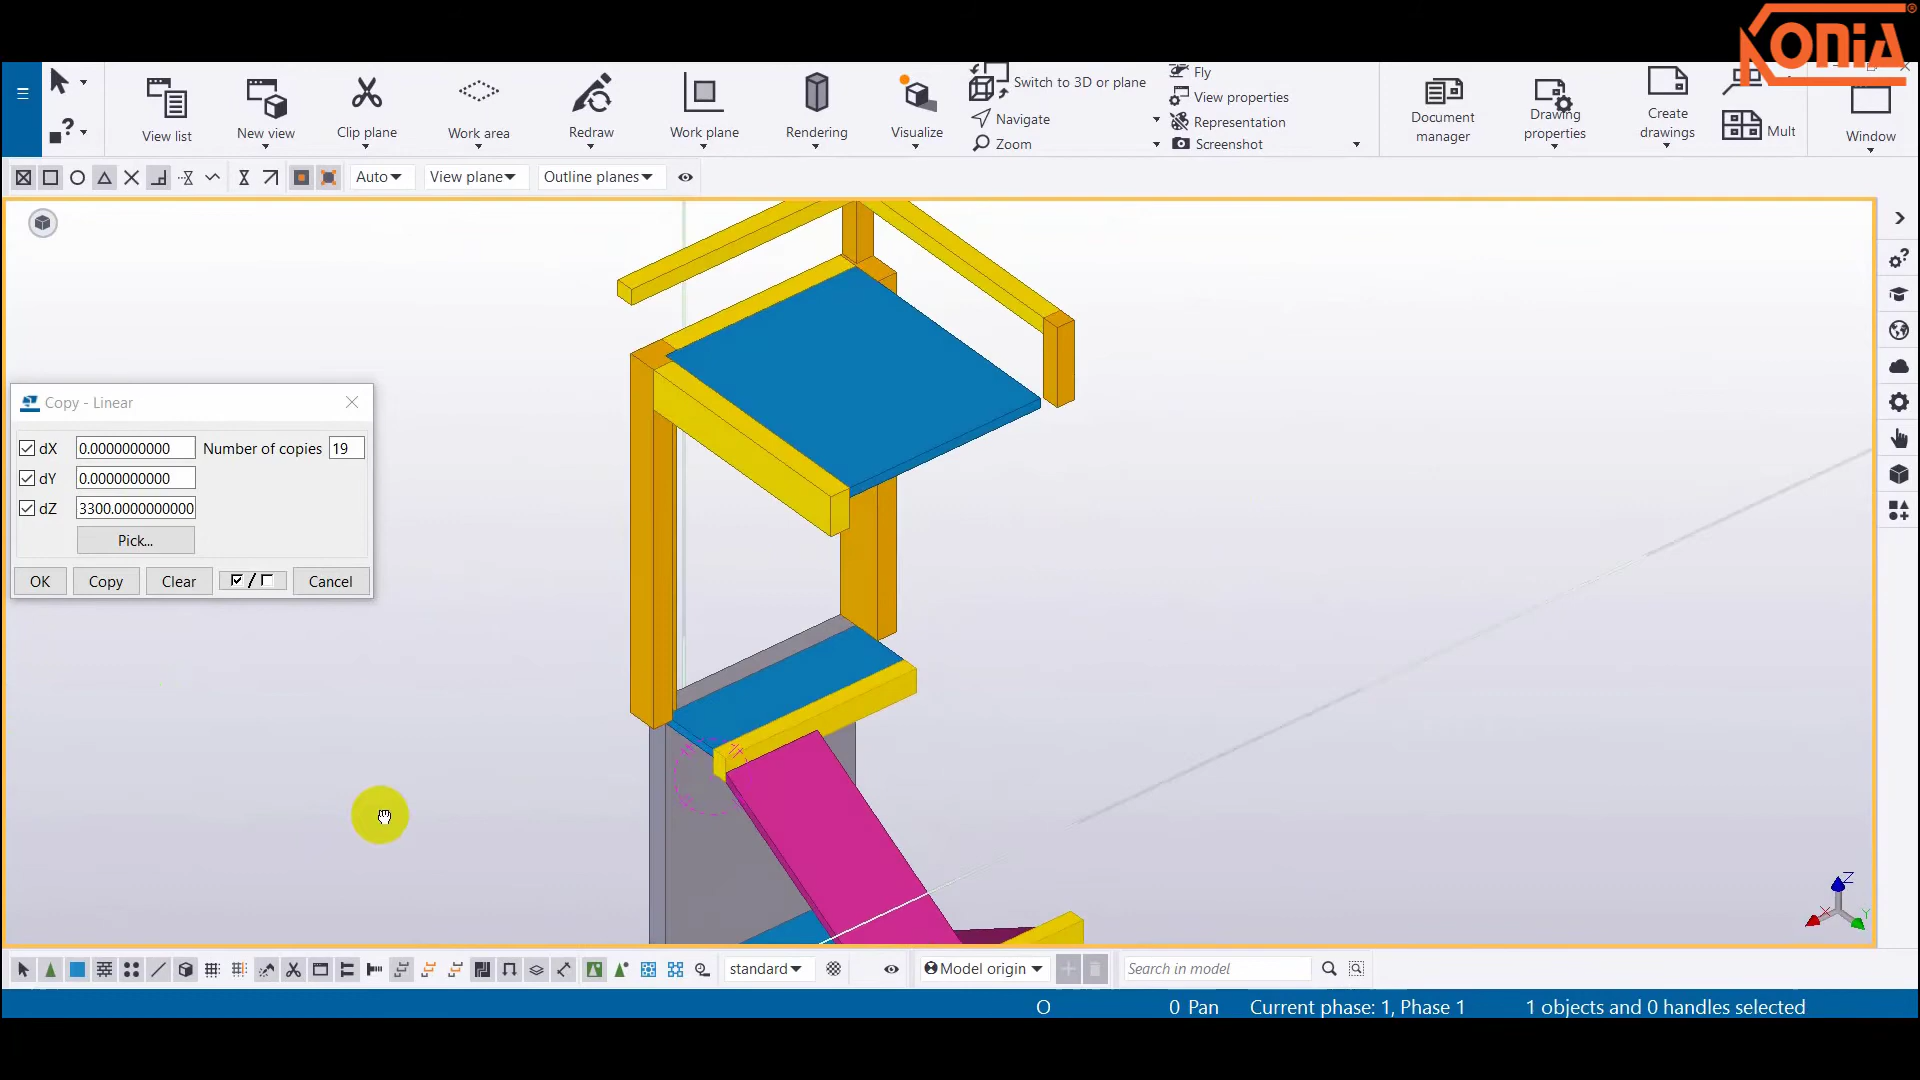 KONIA®
View list
New view
Clip plane
Work area
Redraw
Work plane
Rendering
Visualize
Switch to 3D or plane
Navigate
Zoom
Fly
View properties
Representation
Screenshot
Document
manager
Drawing
properties
Create
drawings
Mult
Window
Auto
View plane
Outline planes
Copy - Linear
dX 0.0000000000 Number of copies 19
dY 0.0000000000
dZ 3300.0000000000
Pick...
OK Copy Clear / Cancel
Z
X Y
standard
Model origin
Search in model
O 0 Pan Current phase: 1, Phase 1 1 objects and 0 handles selected